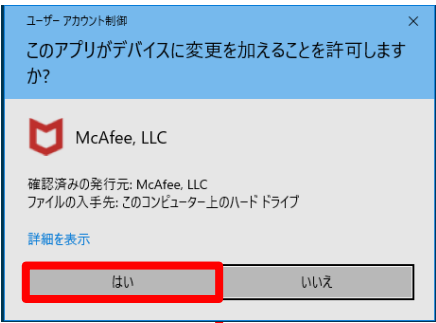 ユーザー アカウント制御
このアプリがデバイスに変更を加えることを許可します
か?
McAfee, LLC
確認済みの発行元: McAfee, LLC
ファイルの入手先: このコンピューター上のハード ドライブ
詳細を表示
はい
いいえ